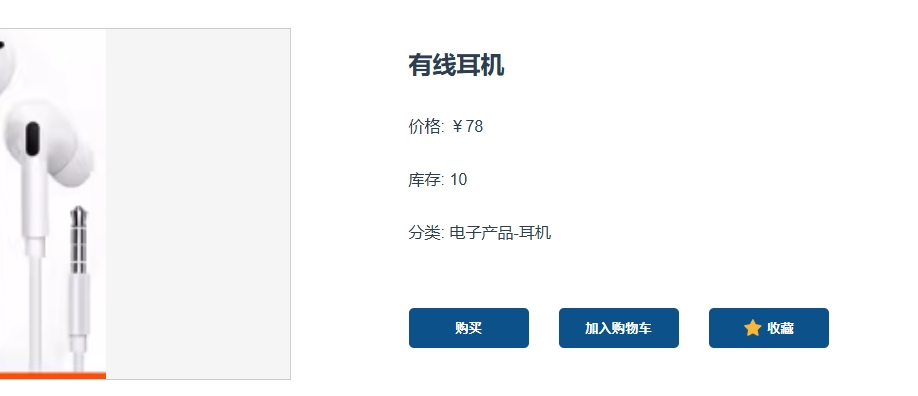 有线耳机
价格: ￥78
库存: 10
分类: 电子产品-耳机
购买
加入购物车
收藏